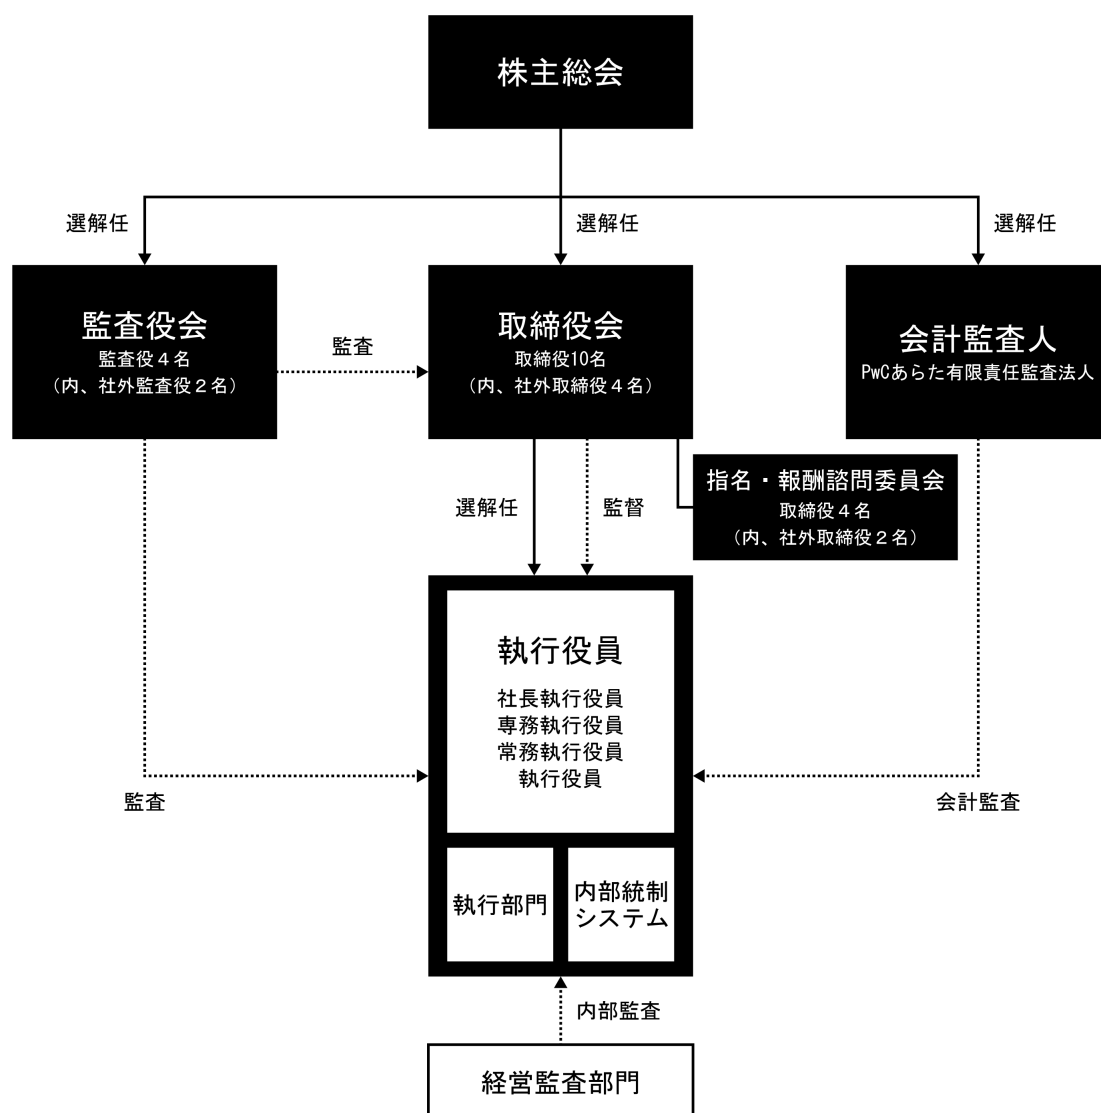 株主総会
選解任
選解任
選解任
監査役会
監査役４名
（内、社外監査役２名）
監査
取締役会
取締役10名
（内、社外取締役４名）
会計監査人
PwCあらた有限責任監査法人
選解任
監督
指名・報酬諮問委員会
取締役４名
（内、社外取締役２名）
執行役員
社長執行役員
専務執行役員
常務執行役員
執行役員
監査
会計監査
執行部門
内部統制
システム
内部監査
経営監査部門